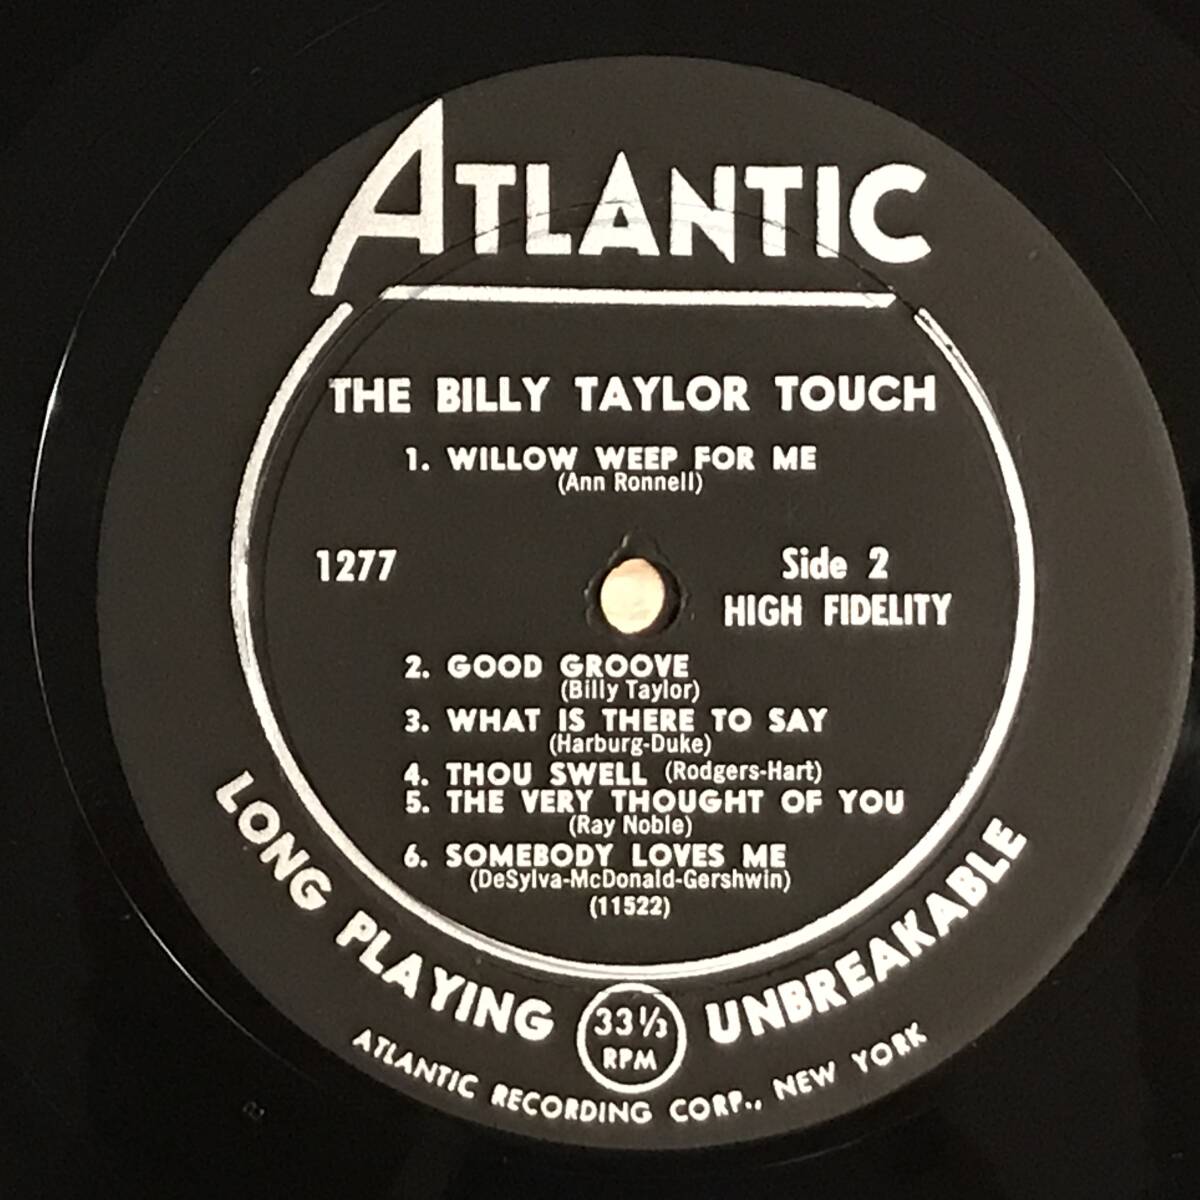 ATLANTIC
THE BILLY TAYLOR TOUCH
1. WILLOW WEEP FOR ME
(Ann Ronnell)
1277
Side 2
HIGH FIDELITY
2. GOOD GROOVE
(Billy Taylor)
3. WHAT IS THERE TO SAY
(Harburg-Duke)
4. THOU SWELL (Rodgers-Hart)
5. THE VERY THOUGHT OF YOU
(Ray Noble)
6. SOMEBODY LOVES ME
(DeSylva-McDonald-Gershwin)
(11522)
LONG PLAYING 33 1/3 RPM UNBREAKABLE
ATLANTIC RECORDING CORP., NEW YORK